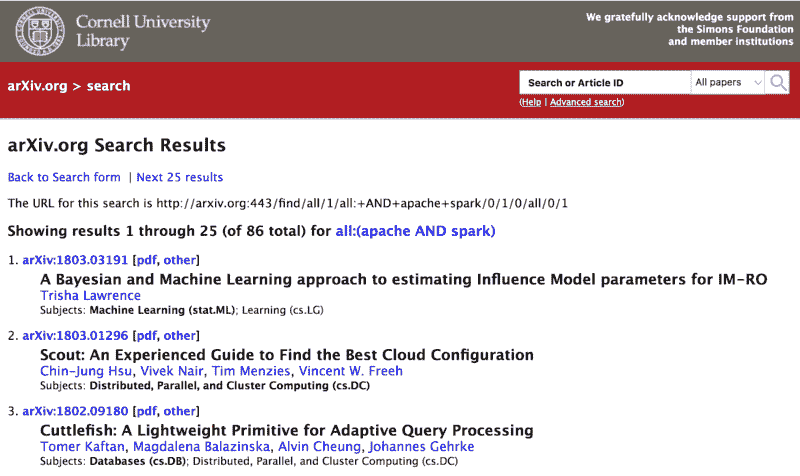 Cornell University
Library
We gratefully acknowledge support from
the Simons Foundation
and member institutions
arXiv.org > search
Search or Article ID
All papers
(Help | Advanced search)
arXiv.org Search Results
Back to Search form | Next 25 results
The URL for this search is http://arxiv.org:443/find/all/1/all:+AND+apache+spark/0/1/0/all/0/1
Showing results 1 through 25 (of 86 total) for all:(apache AND spark)
1. arXiv:1803.03191 [pdf, other]
A Bayesian and Machine Learning approach to estimating Influence Model parameters for IM-RO
Trisha Lawrence
Subjects: Machine Learning (stat.ML); Learning (cs.LG)
2. arXiv:1803.01296 [pdf, other]
Scout: An Experienced Guide to Find the Best Cloud Configuration
Chin-Jung Hsu, Vivek Nair, Tim Menzies, Vincent W. Freeh
Subjects: Distributed, Parallel, and Cluster Computing (cs.DC)
3. arXiv:1802.09180 [pdf, other]
Cuttlefish: A Lightweight Primitive for Adaptive Query Processing
Tomer Kaftan, Magdalena Balazinska, Alvin Cheung, Johannes Gehrke
Subjects: Databases (cs.DB); Distributed, Parallel, and Cluster Computing (cs.DC)